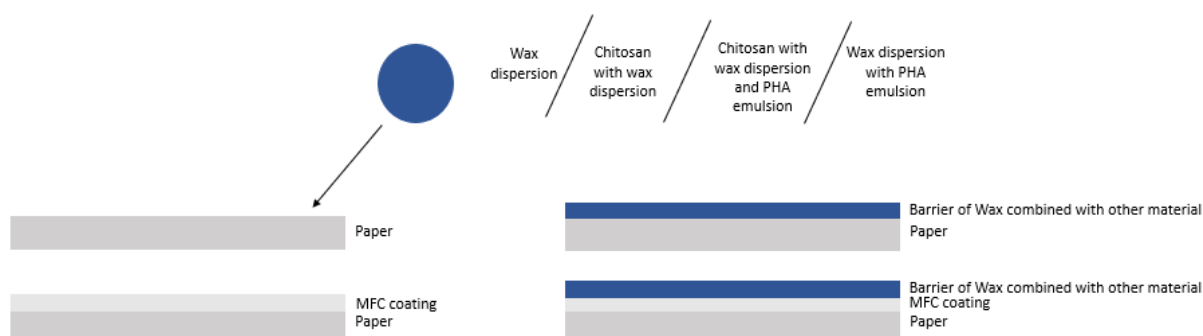 Wax
dispersion
Chitosan
with wax
dispersion
Chitosan with
wax dispersion
and PHA
emulsion
Wax dispersion
with PHA
emulsion
Paper
Barrier of Wax combined with other material
Paper
MFC coating
Paper
Barrier of Wax combined with other material
MFC coating
Paper